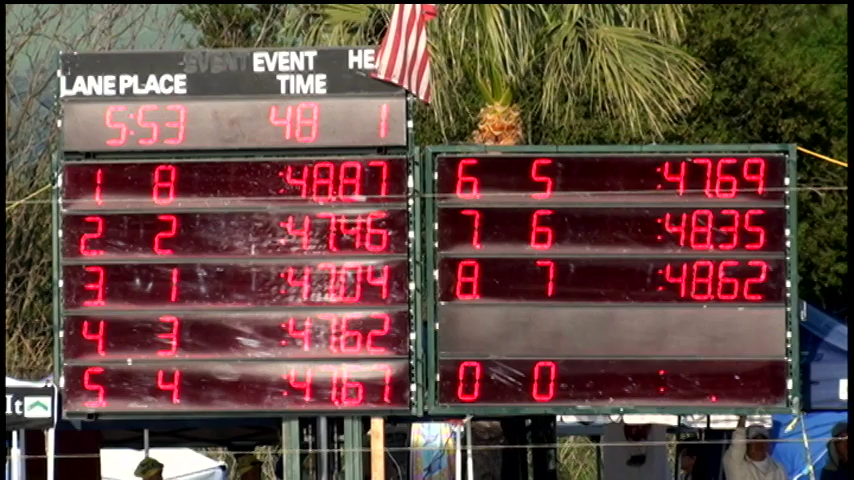 EVENT EVENT
LANE PLACE TIME
5:53 48 1
1 8 :48.87
2 2 :47.46
3 1 :47.04
4 3 :47.62
5 4 :47.67
6 5 :47.69
7 6 :48.35
8 7 :48.62
0 0 : .
It